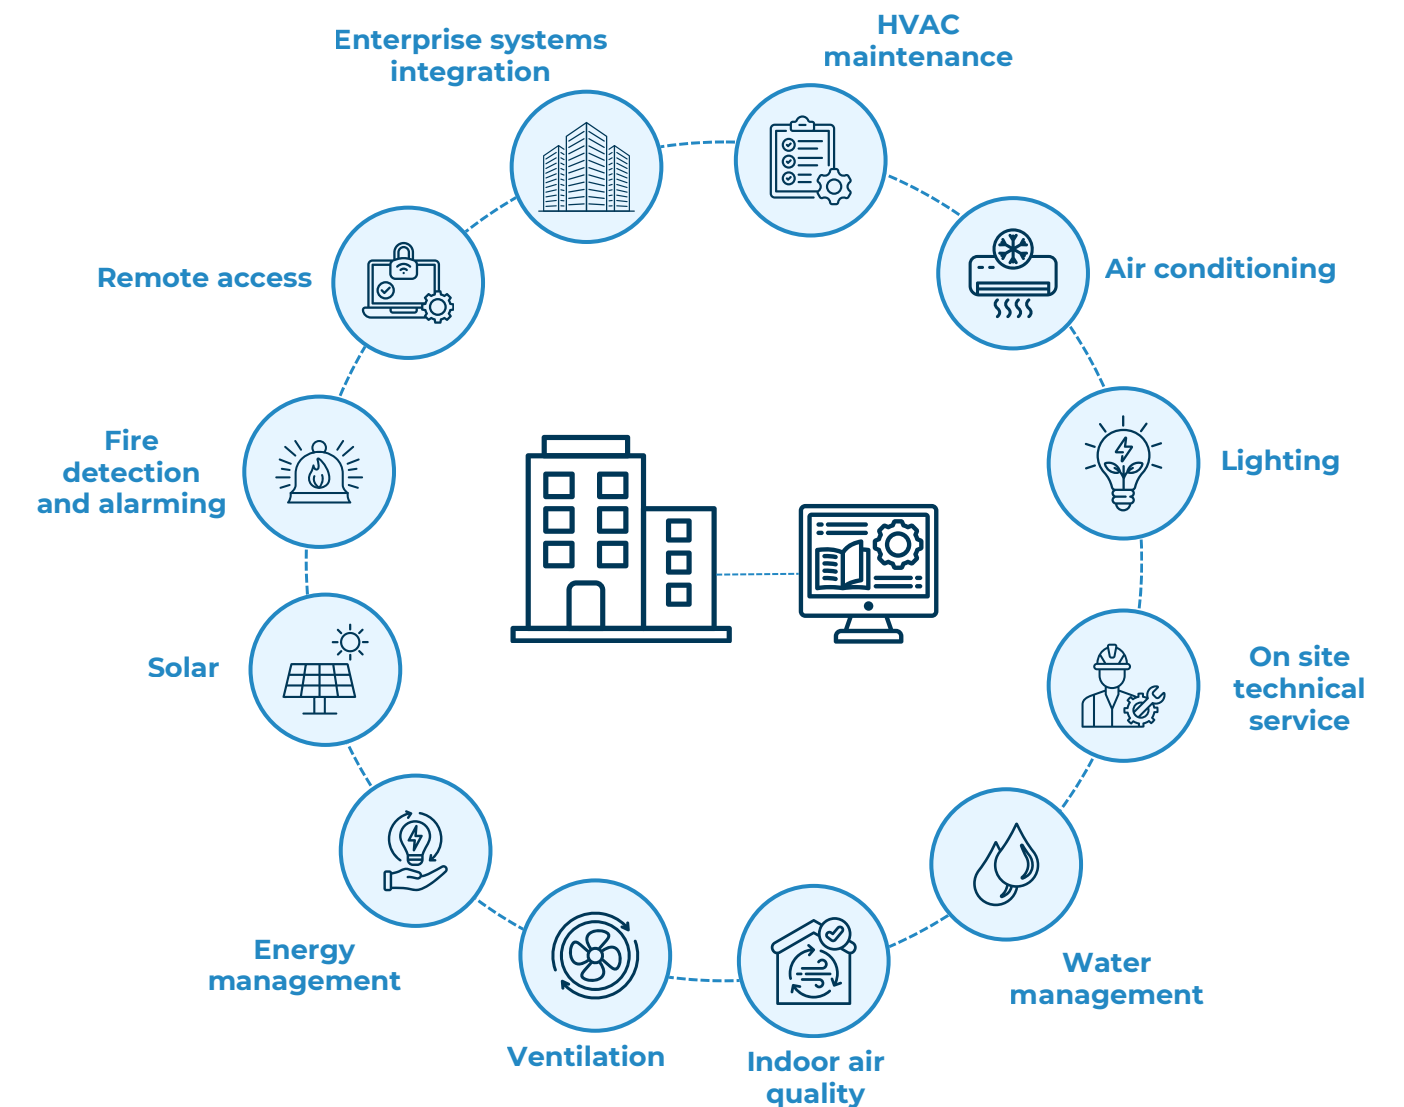 Enterprise systems
integration
HVAC
maintenance
Remote access
Air conditioning
Fire
detection
and alarming
Lighting
Solar
On site
technical
service
Energy
management
Water
management
Ventilation
Indoor air
quality